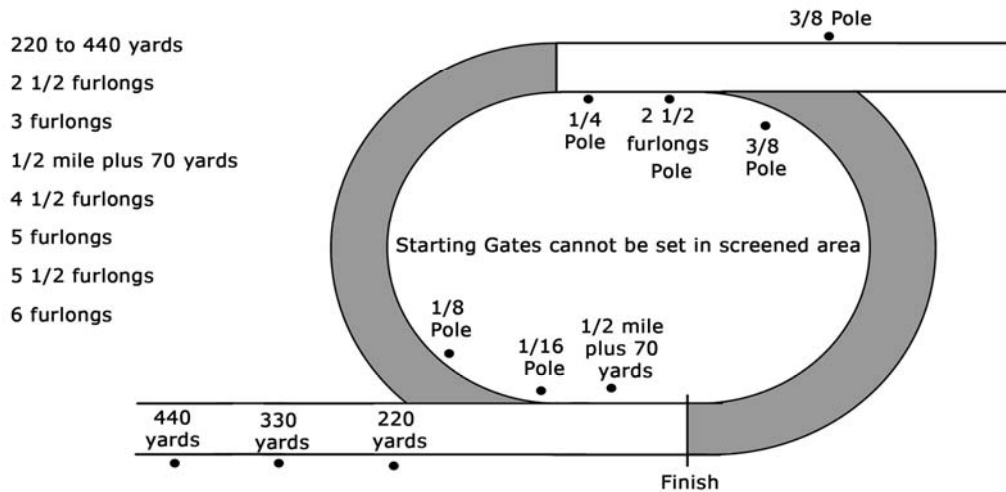 3/8 Pole
220 to 440 yards
2 1/2 furlongs
3 furlongs
1/2 mile plus 70 yards
4 1/2 furlongs
5 furlongs
5 1/2 furlongs
6 furlongs
1/4
Pole
2 1/2
furlongs
Pole
3/8
Pole
Starting Gates cannot be set in screened area
1/8
Pole
1/16
Pole
1/2 mile
plus 70
yards
440
yards
330
yards
220
yards
Finish